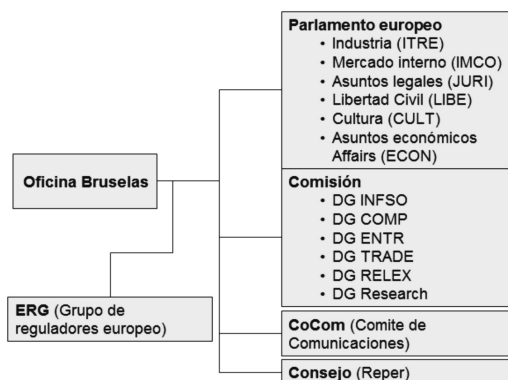 Parlamento europeo
• Industria (ITRE)
• Mercado interno (IMCO)
• Asuntos legales (JURI)
• Libertad Civil (LIBE)
• Cultura (CULT)
• Asuntos económicos
Affairs (ECON)
Oficina Bruselas
Comisión
• DG INFSO
• DG COMP
• DG ENTR
• DG TRADE
• DG RELEX
• DG Research
ERG (Grupo de
reguladores europeo)
CoCom (Comite de
Comunicaciones)
Consejo (Reper)